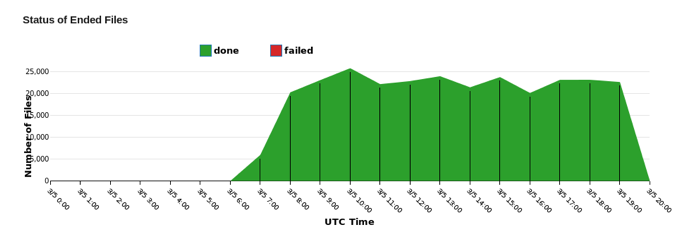 Status of Ended Files
done failed
Number of Files
25,000
20,000
15,000
10,000
5,000
0
3/5 0:00 3/5 1:00 3/5 2:00 3/5 3:00 3/5 4:00 3/5 5:00 3/5 6:00 3/5 7:00 3/5 8:00 3/5 9:00 3/5 10:00 3/5 11:00 3/5 12:00 3/5 13:00 3/5 14:00 3/5 15:00 3/5 16:00 3/5 17:00 3/5 18:00 3/5 19:00 3/5 20:00
UTC Time